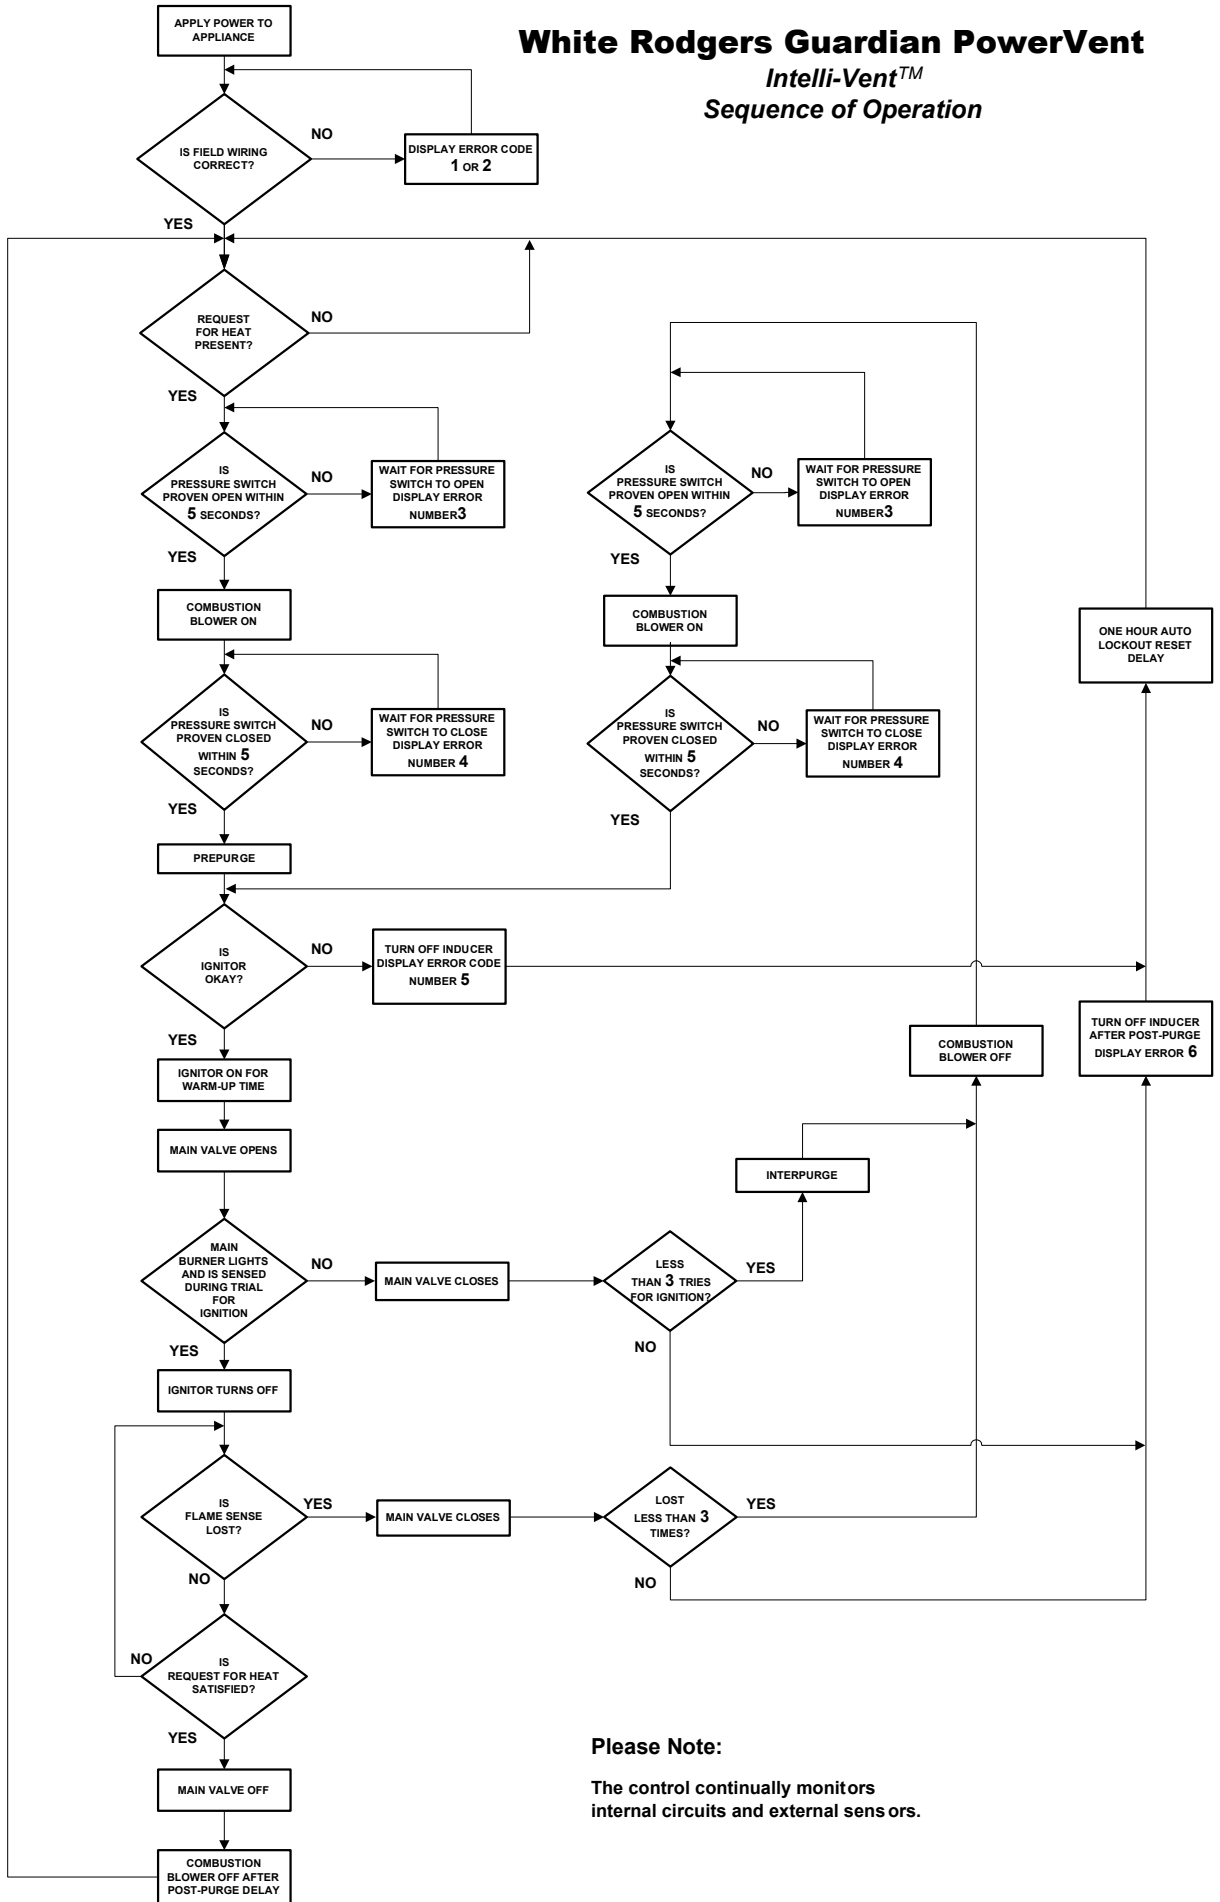 APPLY POWER TO
APPLIANCE
White Rodgers Guardian PowerVent
Intelli-Vent™
Sequence of Operation
IS FIELD WIRING
CORRECT?
NO
DISPLAY ERROR CODE
1 OR 2
YES
REQUEST
FOR HEAT
PRESENT?
NO
YES
IS
PRESSURE SWITCH
PROVEN OPEN WITHIN
5 SECONDS?
NO
WAIT FOR PRESSURE
SWITCH TO OPEN
DISPLAY ERROR
NUMBER3
YES
COMBUSTION
BLOWER ON
IS
PRESSURE SWITCH
PROVEN CLOSED
WITHIN 5
SECONDS?
NO
WAIT FOR PRESSURE
SWITCH TO CLOSE
DISPLAY ERROR
NUMBER 4
YES
PREPURGE
IS
PRESSURE SWITCH
PROVEN OPEN WITHIN
5 SECONDS?
NO
WAIT FOR PRESSURE
SWITCH TO OPEN
DISPLAY ERROR
NUMBER3
YES
COMBUSTION
BLOWER ON
IS
PRESSURE SWITCH
PROVEN CLOSED
WITHIN 5
SECONDS?
NO
WAIT FOR PRESSURE
SWITCH TO CLOSE
DISPLAY ERROR
NUMBER 4
YES
ONE HOUR AUTO
LOCKOUT RESET
DELAY
IS
IGNITOR
OKAY?
NO
TURN OFF INDUCER
DISPLAY ERROR CODE
NUMBER 5
YES
IGNITOR ON FOR
WARM-UP TIME
COMBUSTION
BLOWER OFF
TURN OFF INDUCER
AFTER POST-PURGE
DISPLAY ERROR 6
MAIN VALVE OPENS
INTERPURGE
MAIN
BURNER LIGHTS
AND IS SENSED
DURING TRIAL
FOR
IGNITION
NO
MAIN VALVE CLOSES
LESS
THAN 3 TRIES
FOR IGNITION?
YES
NO
YES
IGNITOR TURNS OFF
IS
FLAME SENSE
LOST?
YES
MAIN VALVE CLOSES
LOST
LESS THAN 3
TIMES?
YES
NO
NO
IS
REQUEST FOR HEAT
SATISFIED?
NO
YES
MAIN VALVE OFF
COMBUSTION
BLOWER OFF AFTER
POST-PURGE DELAY
Please Note:
The control continually monitors
internal circuits and external sensors.